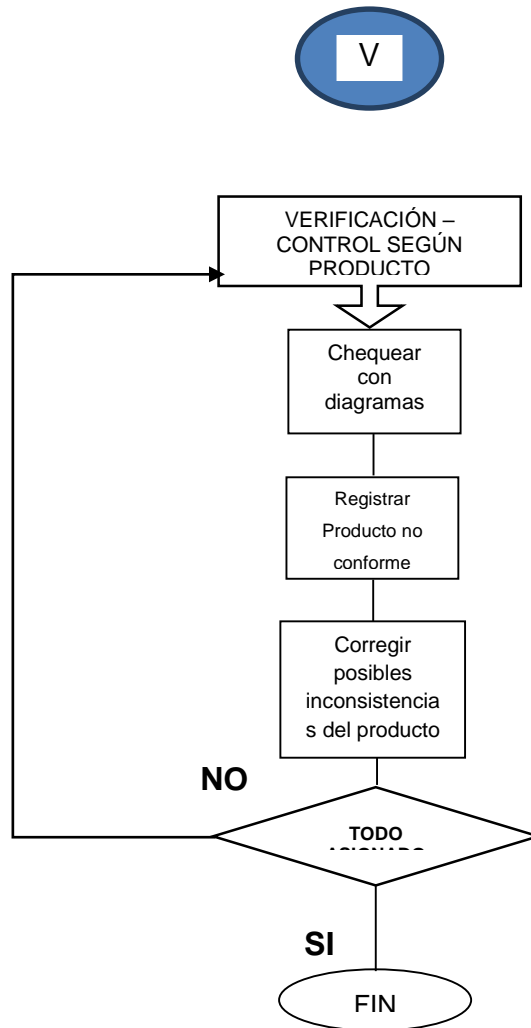 V
VERIFICACIÓN –
CONTROL SEGÚN
PRODUCTO
Chequear
con
diagramas
Registrar
Producto no
conforme
Corregir
posibles
inconsistencia
s del producto
NO
TODO
SI
FIN